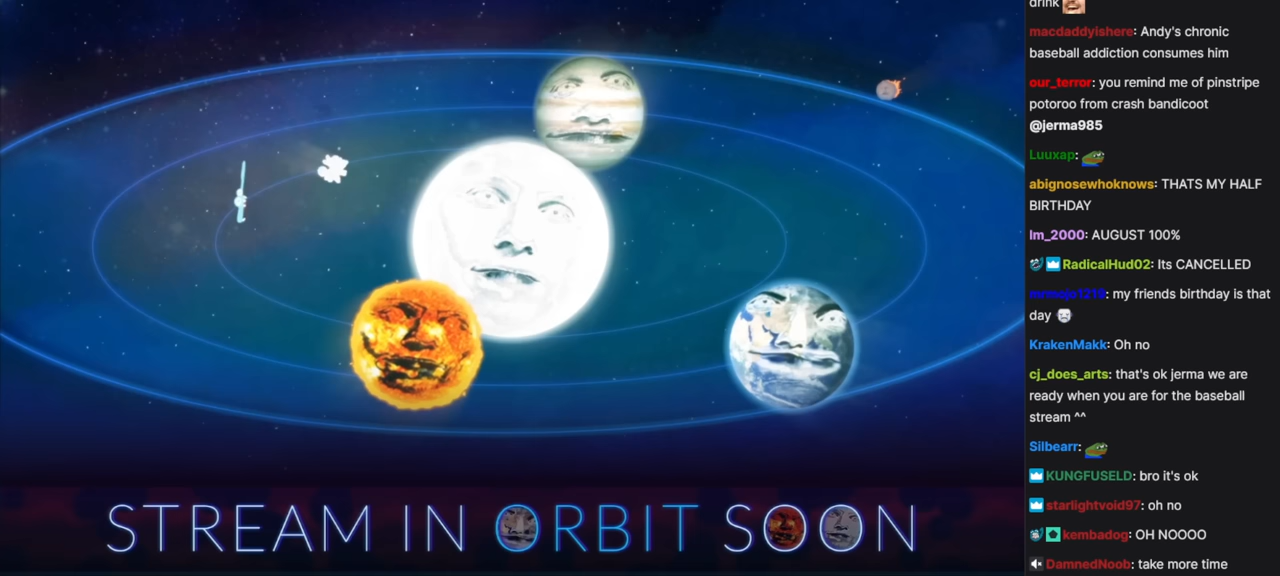 STREAM IN ORBIT SOON
drink
macdaddyishere: Andy's chronic
baseball addiction consumes him
our_terror: you remind me of pinstripe
potoroo from crash bandicoot
@jerma985
Luuxap:
abignosewhoknows: THATS MY HALF
BIRTHDAY
lm_2000: AUGUST 100%
RadicalHud02: Its CANCELLED
mrmojo1219: my friends birthday is that
day
KrakenMakk: Oh no
cj_does_arts: that's ok jerma we are
ready when you are for the baseball
stream ^^
Silbearr:
KUNGFUSELD: bro it's ok
starlightvoid97: oh no
kembadog: OH NOOOO
DamnedNoob: take more time